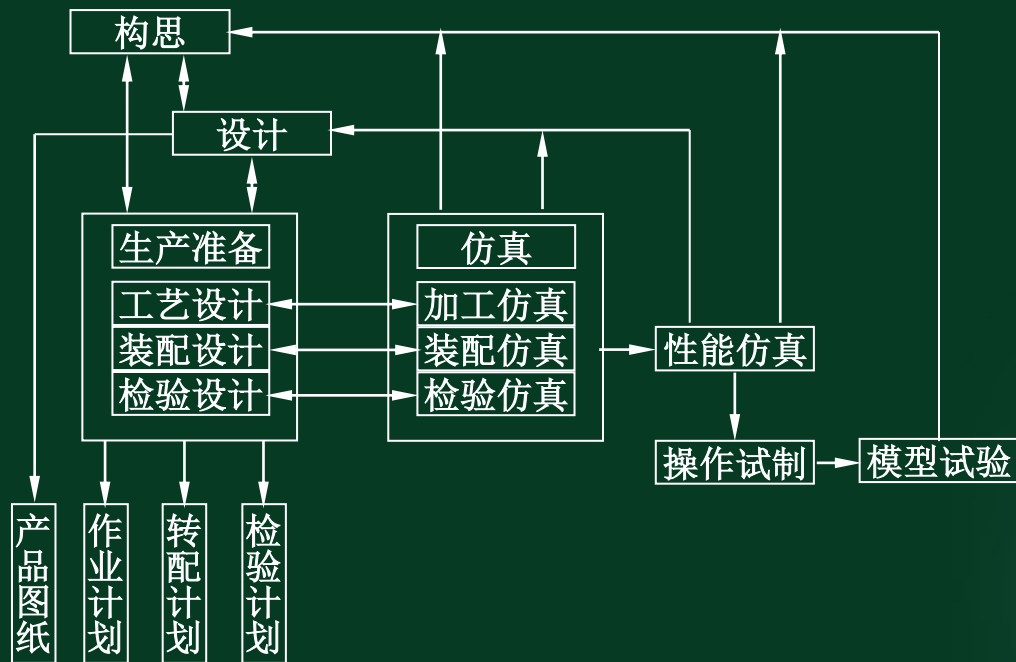 构思
设计
生产准备
仿真
工艺设计
加工仿真
装配设计
装配仿真
性能仿真
检验设计
检验仿真
操作试制
模型试验
产品图纸
作业计划
转配计划
检验计划